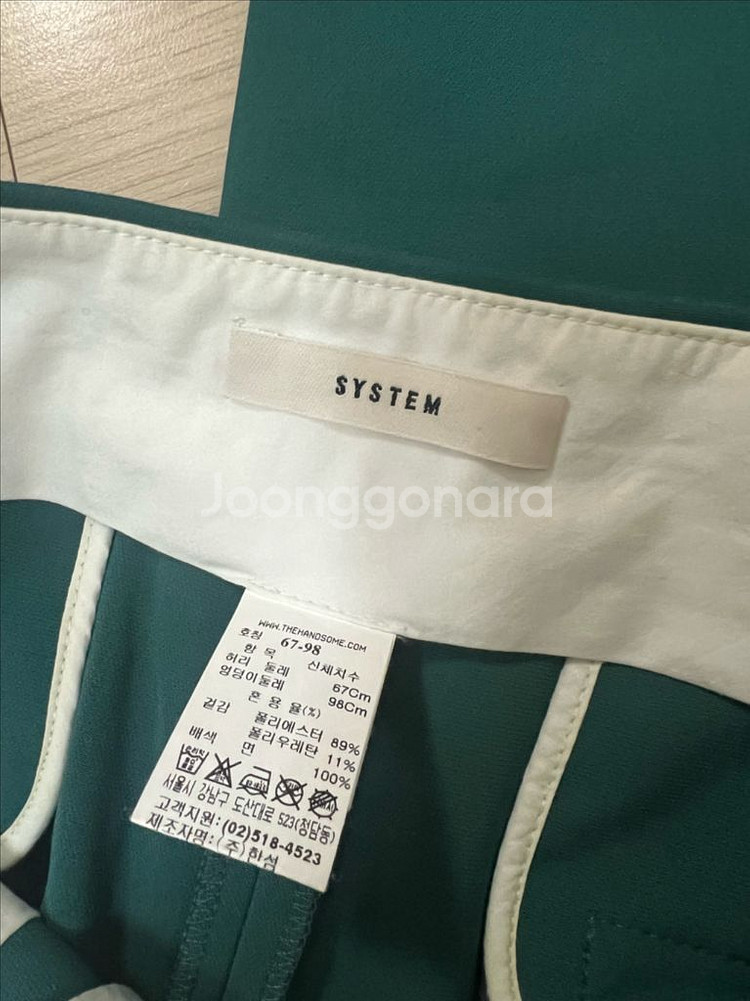 SYSTEM
Joonggonara
WWW.THEHANDSOME.COM
호칭 67-98
항 목 신체치수
허리 둘레 67Cm
엉덩이둘레 98Cm
혼 용 율(%)
겉감 폴리에스터 89%
폴리우레탄 11%
배색 면 100%
서울시 강남구 도산대로 523(청담동)
고객지원: (02)518-4523
제조자명: (주)한섬